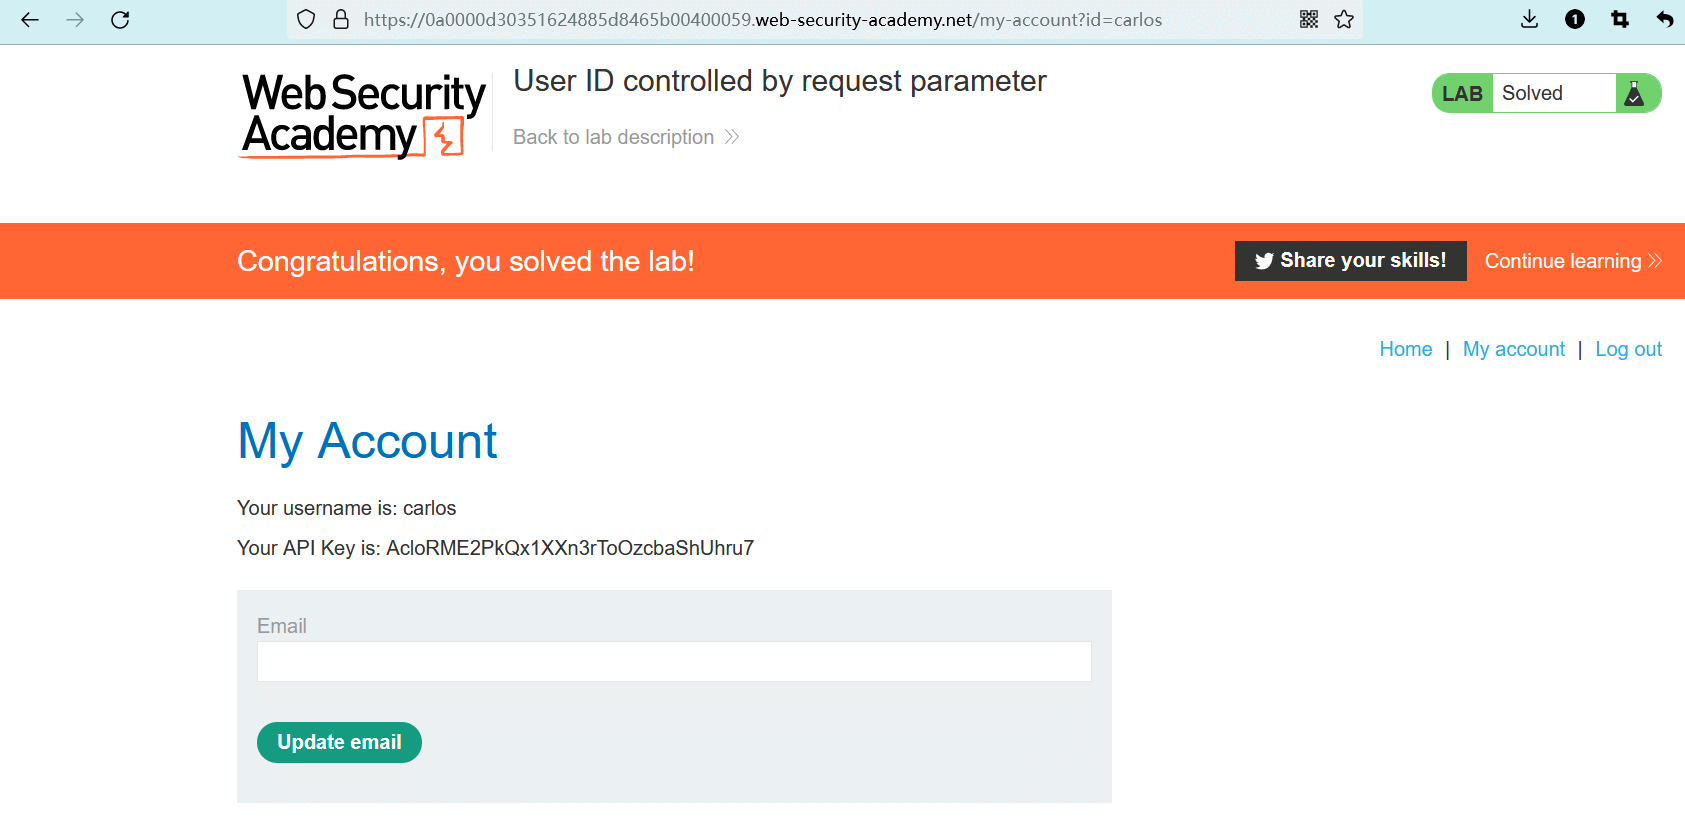 https://0a0000d30351624885d8465b00400059.web-security-academy.net/my-account?id=carlos
1
Web Security
Academy
User ID controlled by request parameter
Back to lab description
LAB Solved
Congratulations, you solved the lab!
Share your skills!
Continue learning
Home | My account | Log out
My Account
Your username is: carlos
Your API Key is: AcloRME2PkQx1XXn3rToOzcbaShUhru7
Email
Update email